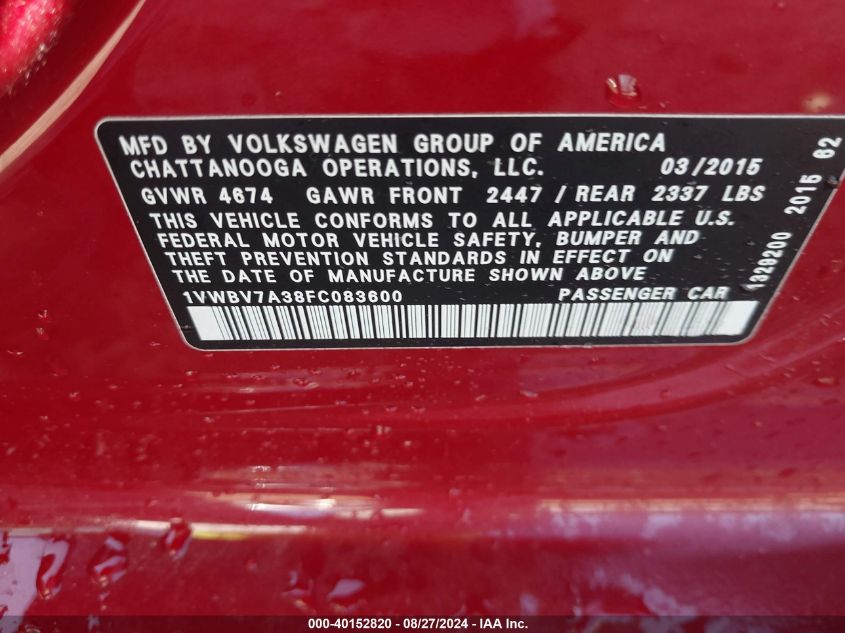 MFD BY VOLKSWAGEN GROUP OF AMERICA
CHATTANOOGA OPERATIONS, LLC. 03/2015
GVWR 4674 GAWR FRONT 2447 / REAR 2337 LBS
THIS VEHICLE CONFORMS TO ALL APPLICABLE U.S.
FEDERAL MOTOR VEHICLE SAFETY, BUMPER AND
THEFT PREVENTION STANDARDS IN EFFECT ON
THE DATE OF MANUFACTURE SHOWN ABOVE
1VWBV7A38FC083600 PASSENGER CAR
1329200 2015 62
000-40152820 - 08/27/2024 - IAA Inc.